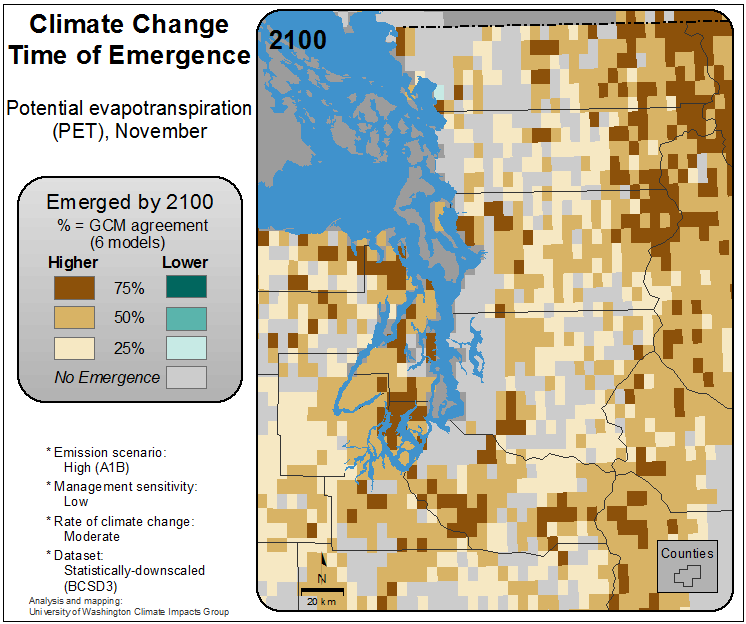 Climate Change
Time of Emergence
Potential evapotranspiration
(PET), November
Emerged by 2100
% = GCM agreement
(6 models)
Higher Lower
75%
50%
25%
No Emergence
* Emission scenario:
High (A1B)
* Management sensitivity:
Low
* Rate of climate change:
Moderate
* Dataset:
Statistically-downscaled
(BCSD3)
Analysis and mapping:
University of Washington Climate Impacts Group
2100
N
20 km
Counties